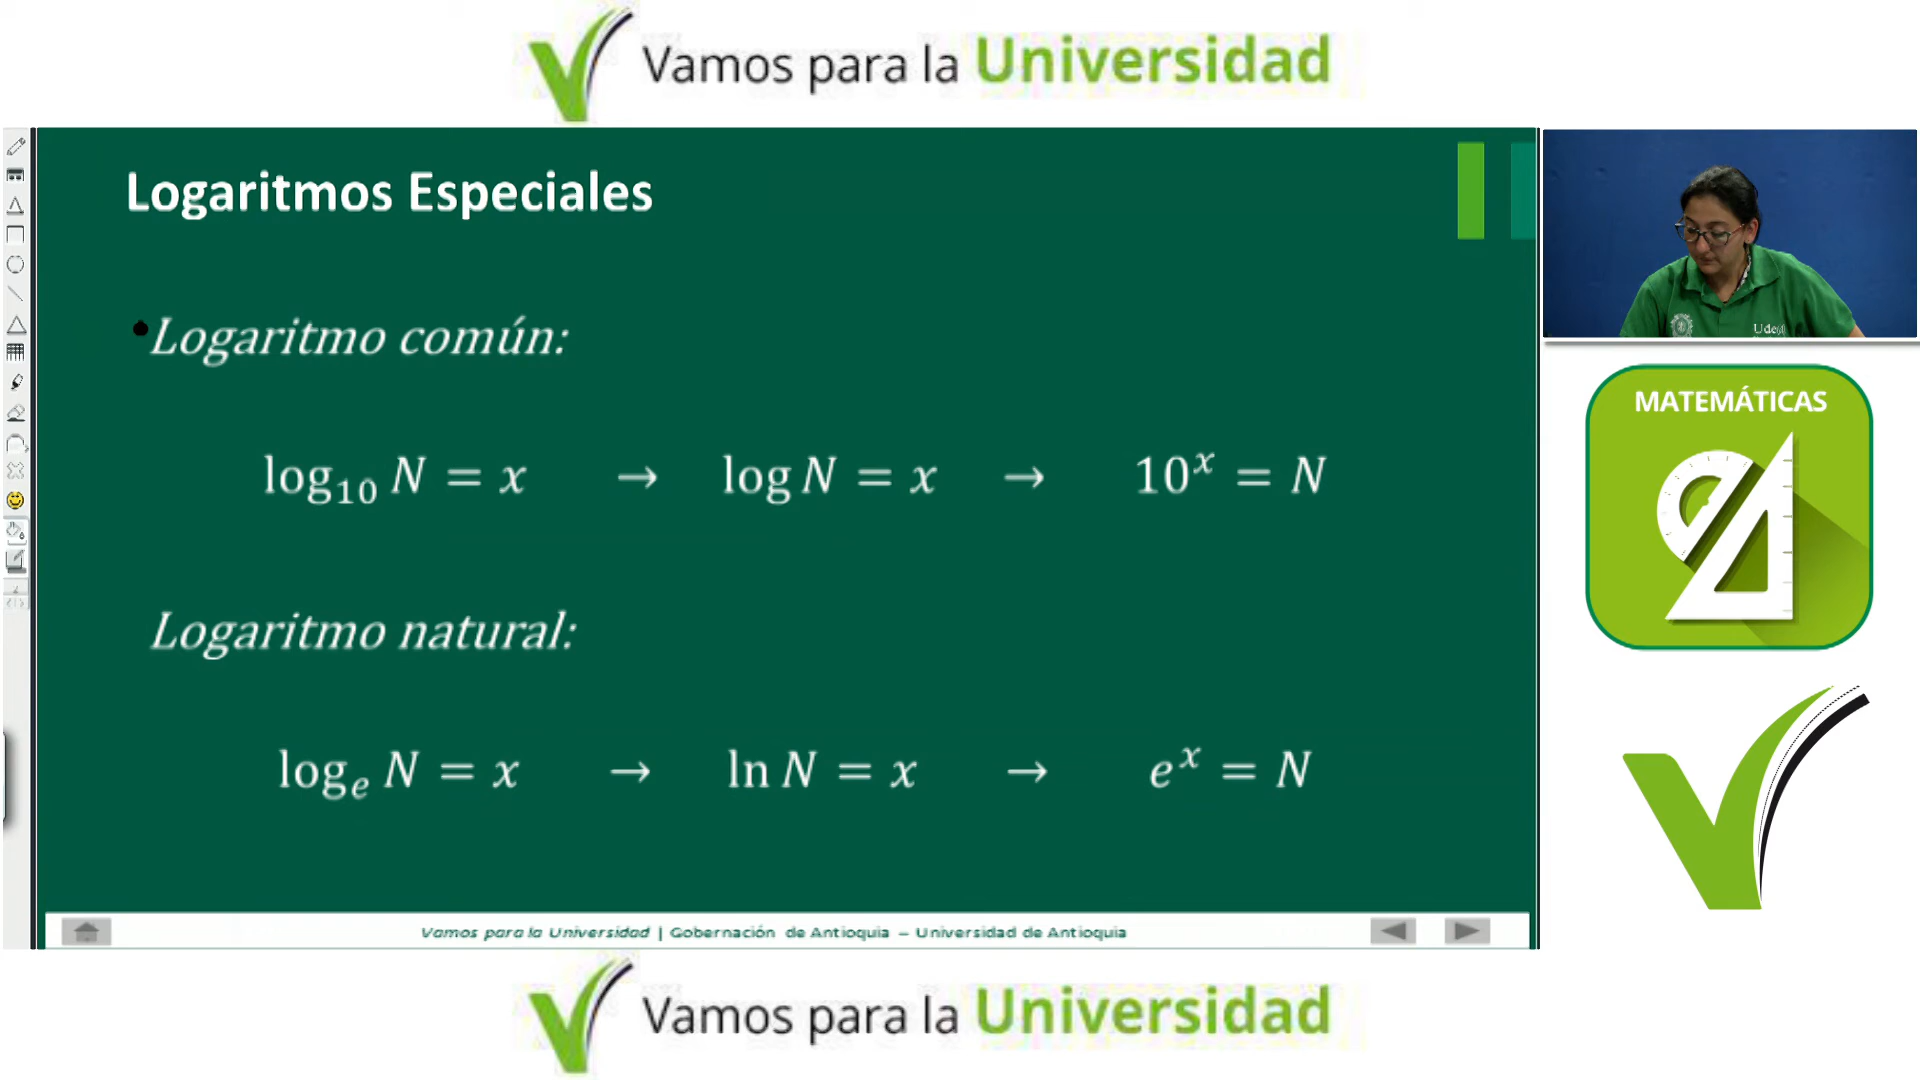 Vamos para la Universidad
Logaritmos Especiales
Logaritmo común:
log₁₀ N = x → log N = x → 10ˣ = N
Logaritmo natural:
logₑ N = x → ln N = x → eˣ = N
Vamos para la Universidad | Gobernación de Antioquia – Universidad de Antioquia
MATEMÁTICAS
Vamos para la Universidad